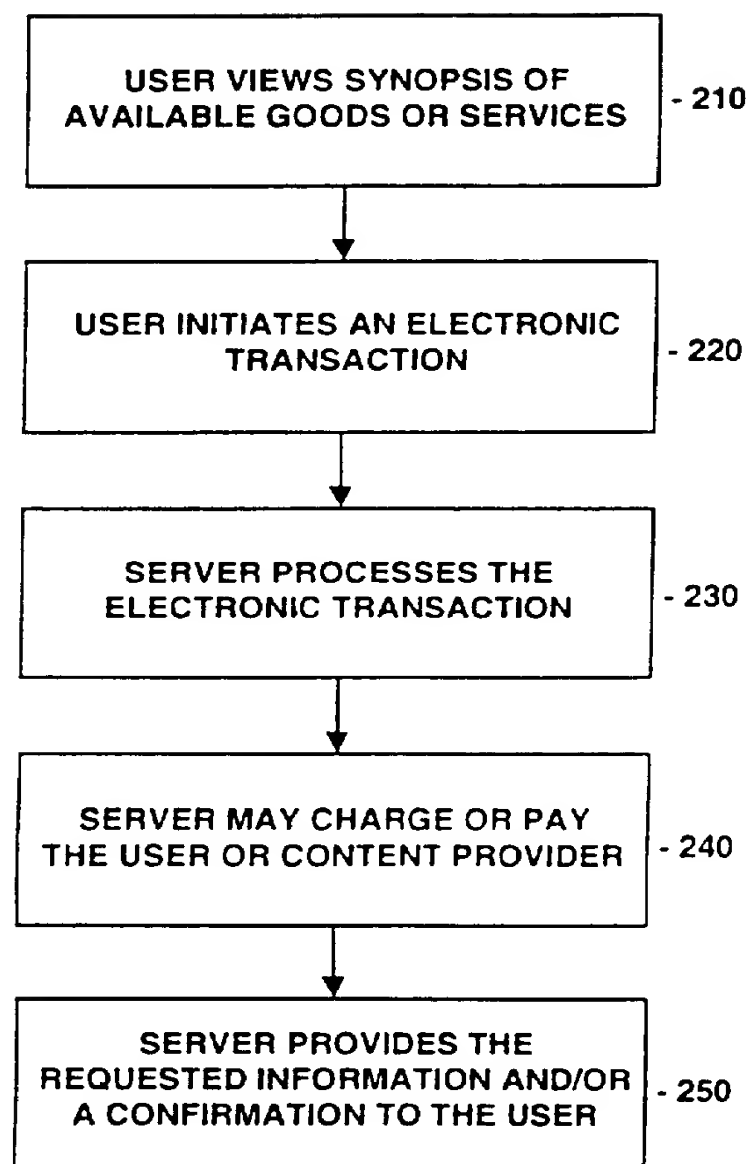 USER VIEWS SYNOPSIS OF
AVAILABLE GOODS OR SERVICES
- 210
USER INITIATES AN ELECTRONIC
TRANSACTION
- 220
SERVER PROCESSES THE
ELECTRONIC TRANSACTION
- 230
SERVER MAY CHARGE OR PAY
THE USER OR CONTENT PROVIDER
- 240
SERVER PROVIDES THE
REQUESTED INFORMATION AND/OR
A CONFIRMATION TO THE USER
- 250